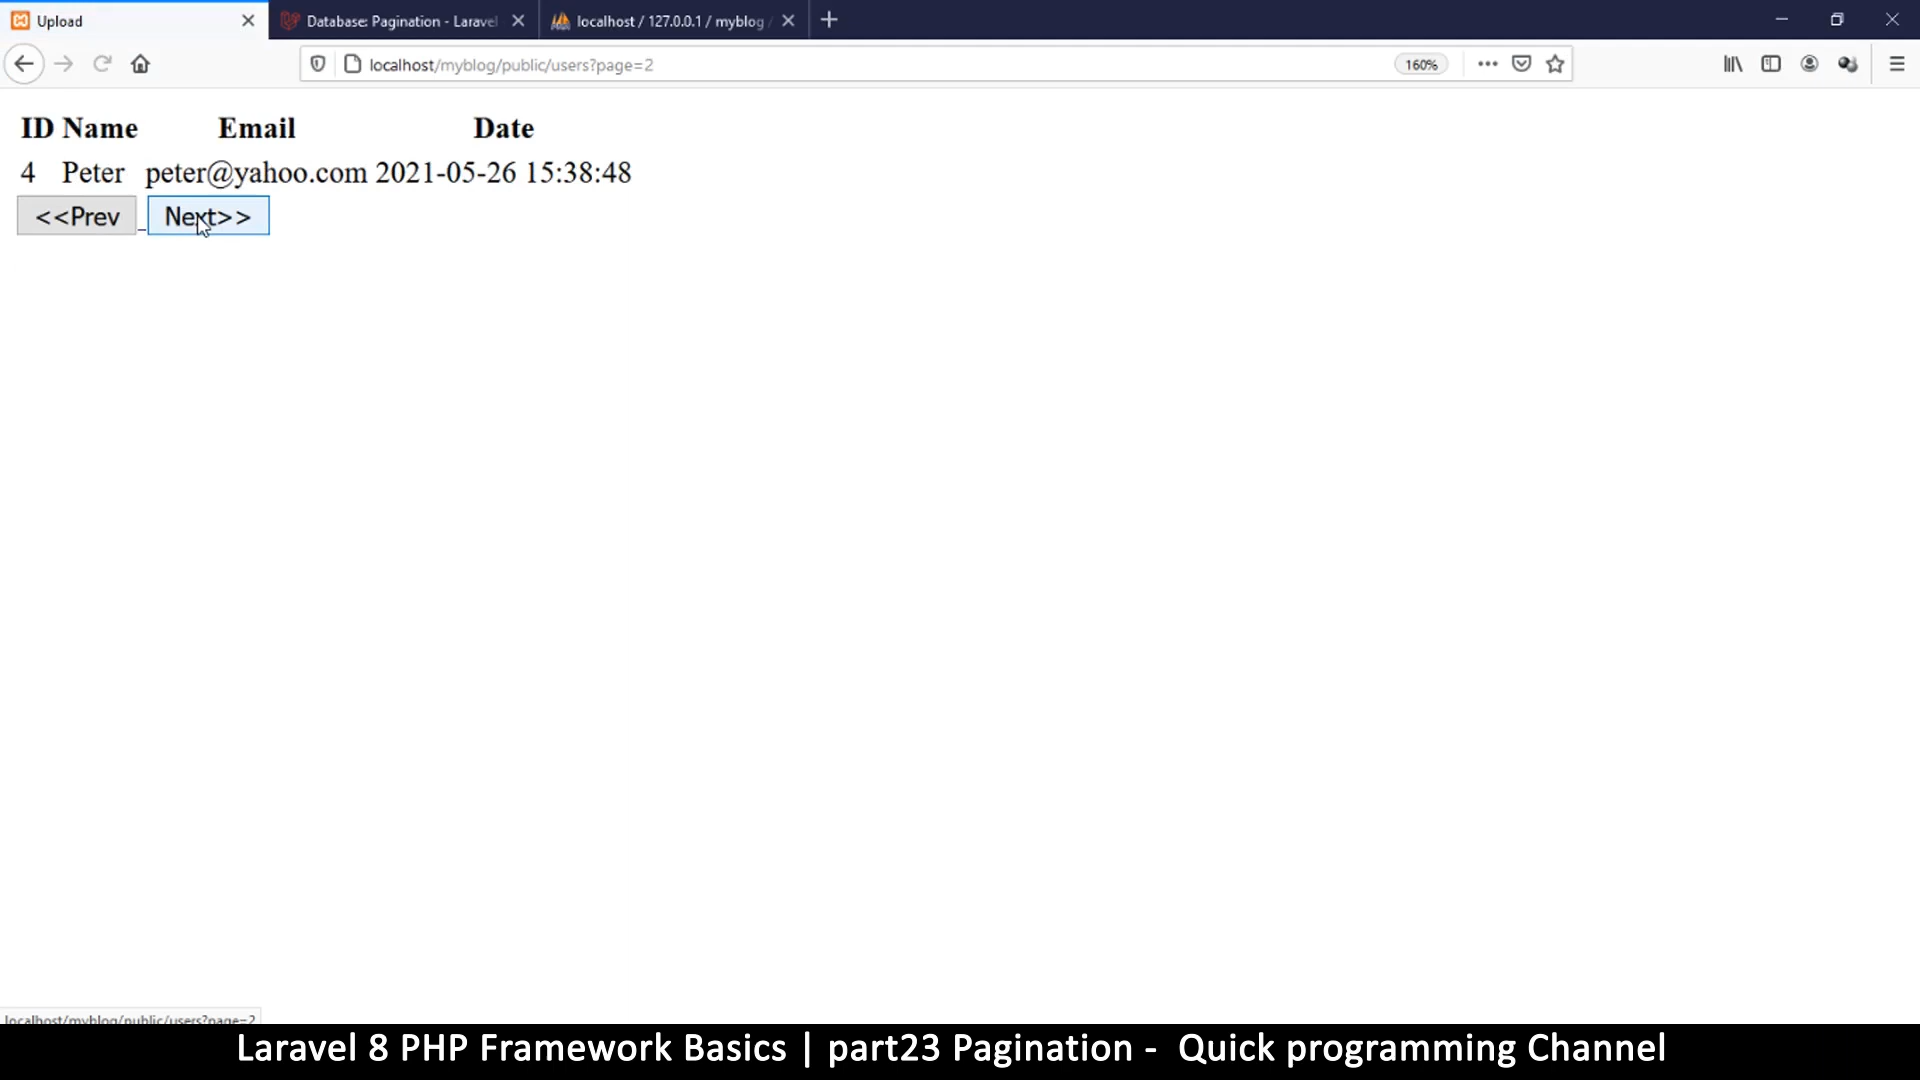 Upload
Database: Pagination - Laravel
localhost / 127.0.0.1 / myblog /
localhost/myblog/public/users?page=2
160%
ID Name Email Date
4 Peter peter@yahoo.com 2021-05-26 15:38:48
<<Prev Next>>
localhost/myblog/public/users?page=2
Laravel 8 PHP Framework Basics | part23 Pagination - Quick programming Channel